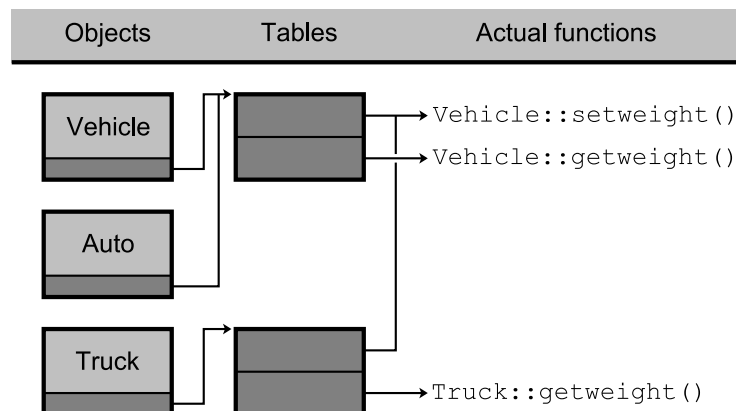 Objects Tables Actual functions
Vehicle
Vehicle::setweight()
Vehicle::getweight()
Auto
Truck
Truck::getweight()